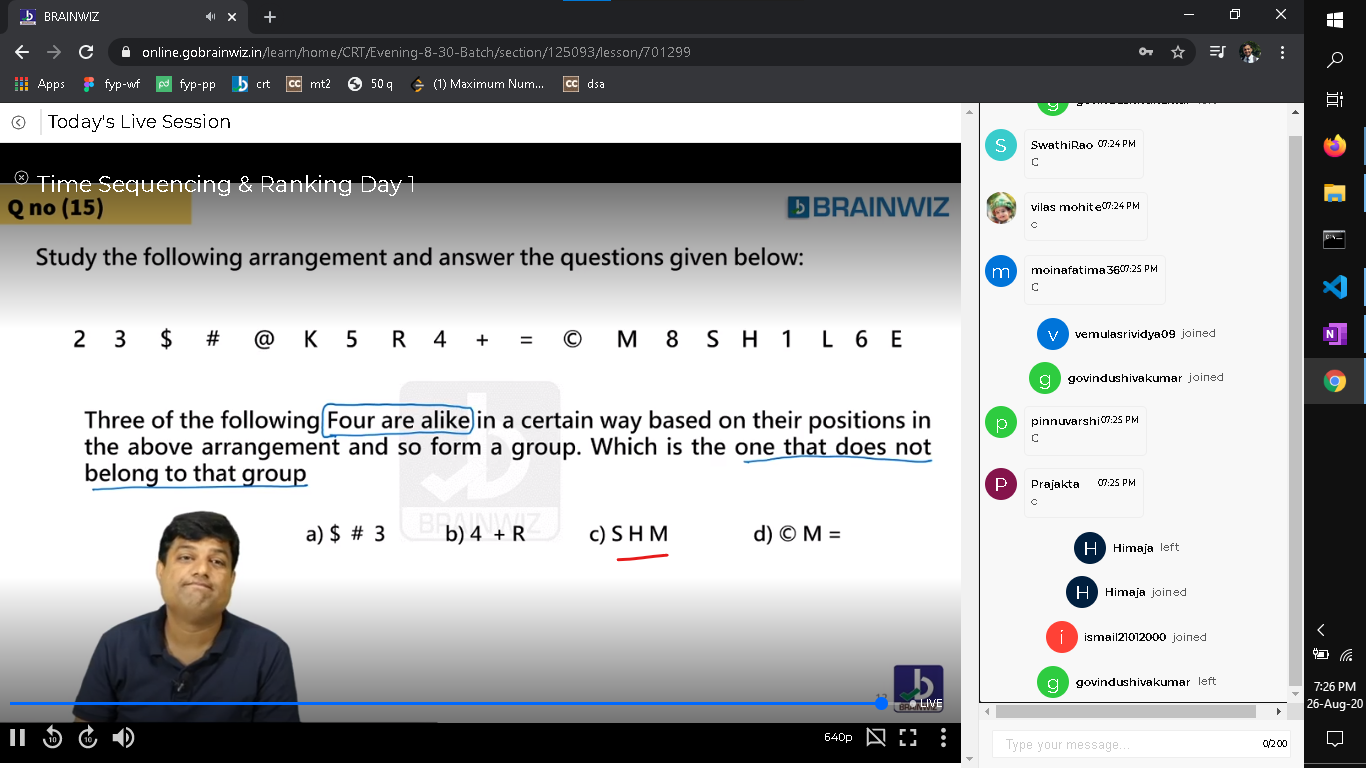 BRAINWIZ
online.gobrainwiz.in/learn/home/CRT/Evening-8-30-Batch/section/125093/lesson/701299
Apps fyp-wf fyp-pp crt CC mt2 50 q (1) Maximum Num... CC dsa
Today's Live Session
Time Sequencing & Ranking Day 1
Q no (15)
BRAINWIZ
Study the following arrangement and answer the questions given below:
2 3 $ # @ K 5 R 4 + = © M 8 S H 1 L 6 E
Three of the following Four are alike in a certain way based on their positions in
the above arrangement and so form a group. Which is the one that does not
belong to that group
BRAINWIZ
a) $ # 3 b) 4 + R c) S H M d) © M =
BRAINWIZ
LIVE
10 10 640p
govindushivakumar left
S SwathiRao 07:24 PM
C
vilas mohite 07:24 PM
c
m moinafatima36 07:25 PM
C
v vemulasrividya09 joined
g govindushivakumar joined
p pinnuvarshi 07:25 PM
C
P Prajakta 07:25 PM
c
H Himaja left
H Himaja joined
i ismail21012000 joined
g govindushivakumar left
Type your message... 0/200
7:26 PM
26-Aug-20